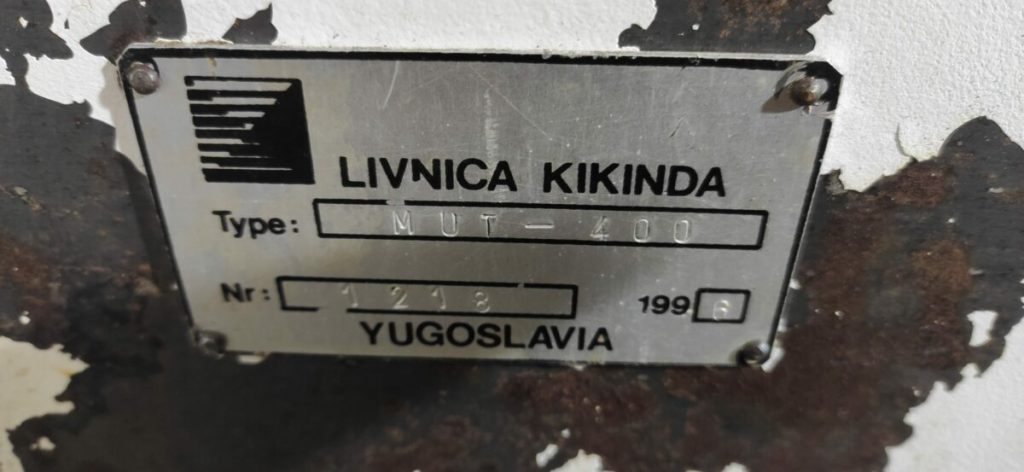 LIVNICA KIKINDA
Type: MUT-400
Nr: 1218 1996
YUGOSLAVIA